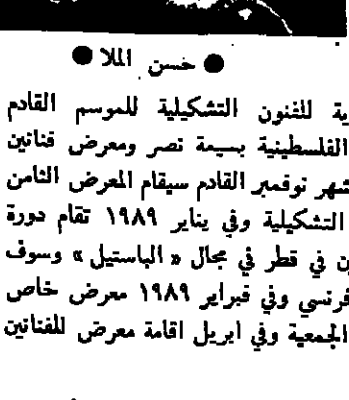 ● حسن الملا ●
ية للفنون التشكيلية للموسم القادم
الفلسطينية بسيمة نصر ومعرض فنانين
شهر نوفمبر القادم سيقام المعرض الثامن
التشكيلية وفي يناير ١٩٨٩ تقام دورة
ن في قطر في مجال « الباستيل » وسوف
فرنسي وفي فبراير ١٩٨٩ معرض خاص
الجمعية وفي ابريل اقامة معرض للفنانين